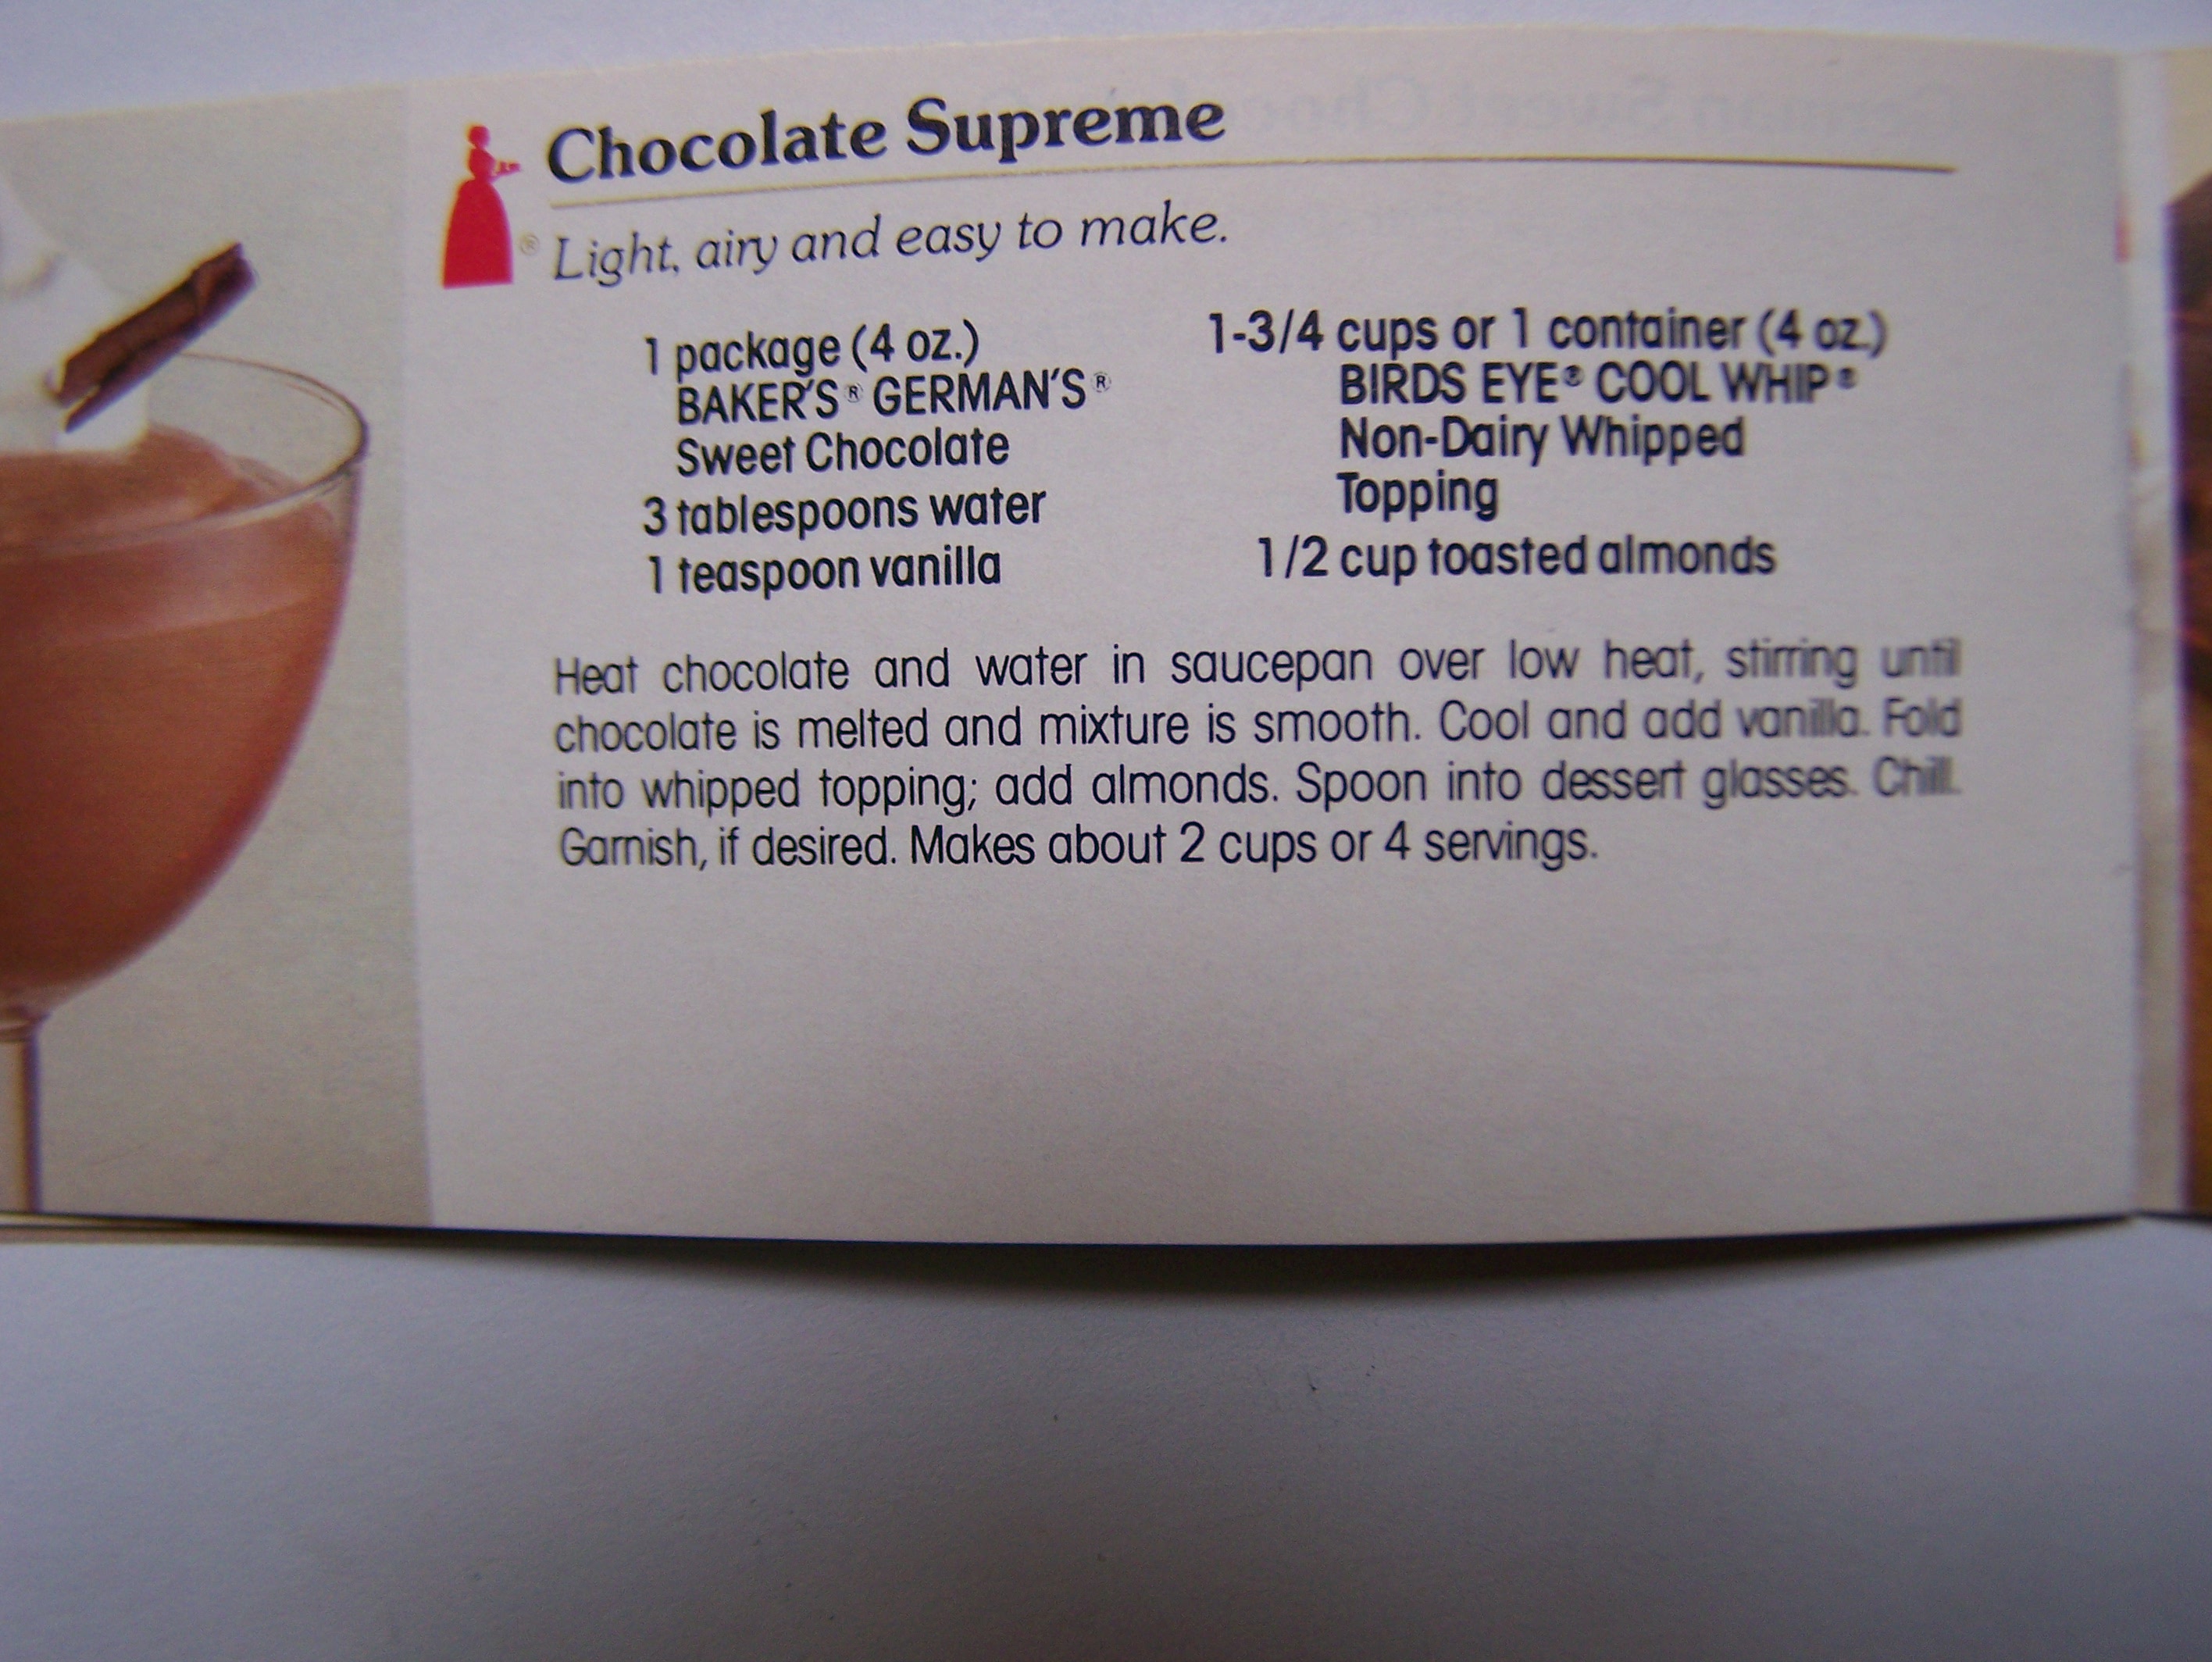 Chocolate Supreme
® Light, airy and easy to make.
1 package (4 oz.)
BAKER'S® GERMAN'S®
Sweet Chocolate
3 tablespoons water
1 teaspoon vanilla
1-3/4 cups or 1 container (4 oz.)
BIRDS EYE® COOL WHIP®
Non-Dairy Whipped
Topping
1/2 cup toasted almonds
Heat chocolate and water in saucepan over low heat, stirring until
chocolate is melted and mixture is smooth. Cool and add vanilla. Fold
into whipped topping; add almonds. Spoon into dessert glasses. Chill.
Garnish, if desired. Makes about 2 cups or 4 servings.